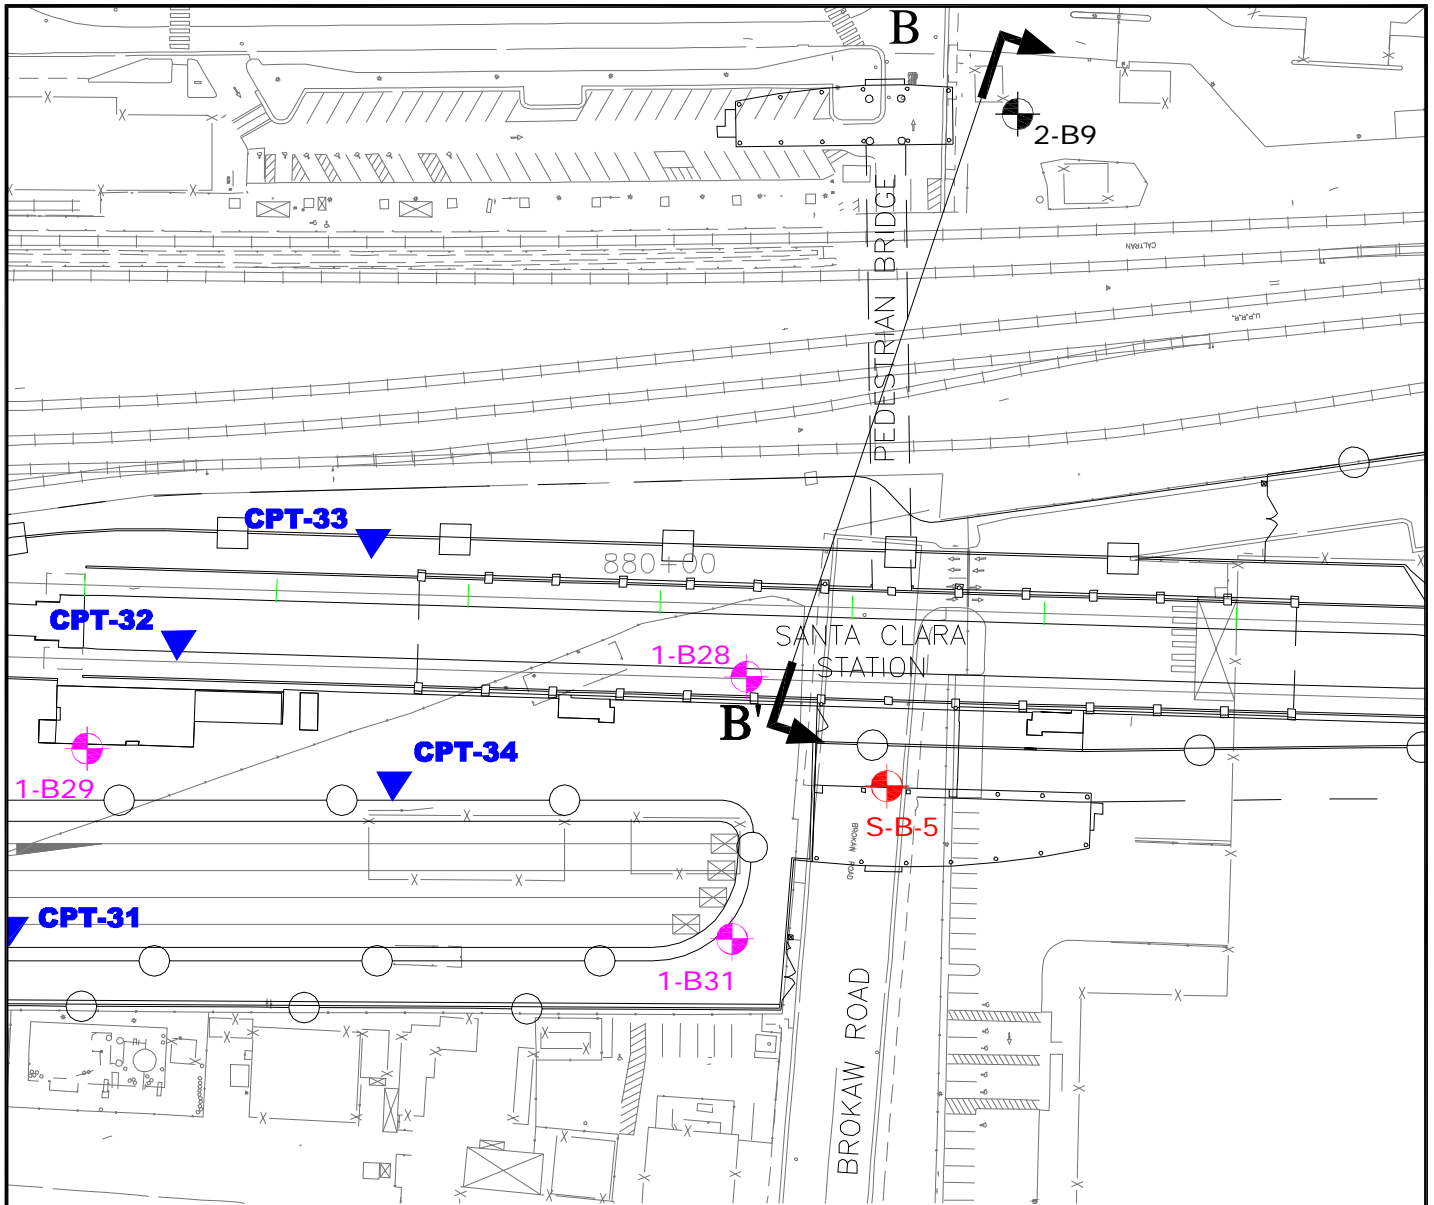 B
2-B9
PEDESTRIAN BRIDGE
CALTRAN
U.P.R.R.
CPT-33
880+00
CPT-32
SANTA CLARA
STATION
1-B28
B'
CPT-34
1-B29
S-B-5
BROKAW ROAD
CPT-31
1-B31
BROKAW ROAD